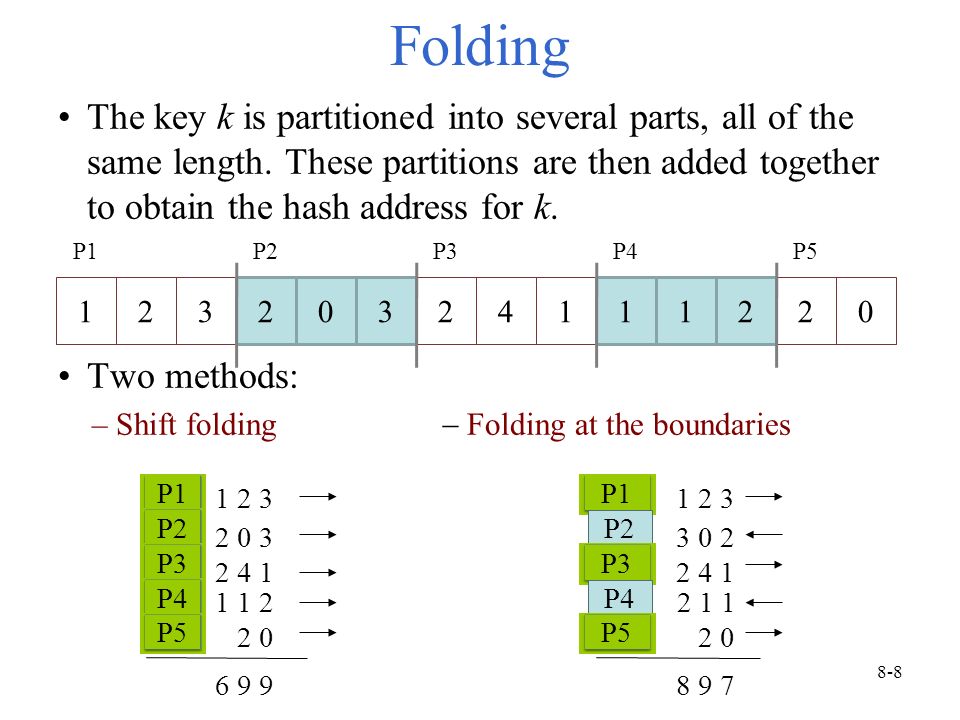 Folding
• The key k is partitioned into several parts, all of the
same length. These partitions are then added together
to obtain the hash address for k.
P1 P2 P3 P4 P5
1 2 3 2 0 3 2 4 1 1 1 2 2 0
• Two methods:
– Shift folding – Folding at the boundaries
P1 1 2 3 P1 1 2 3
P2 2 0 3 P2 3 0 2
P3 2 4 1 P3 2 4 1
P4 1 1 2 P4 2 1 1
P5 2 0 P5 2 0
6 9 9 8 9 7
8-8